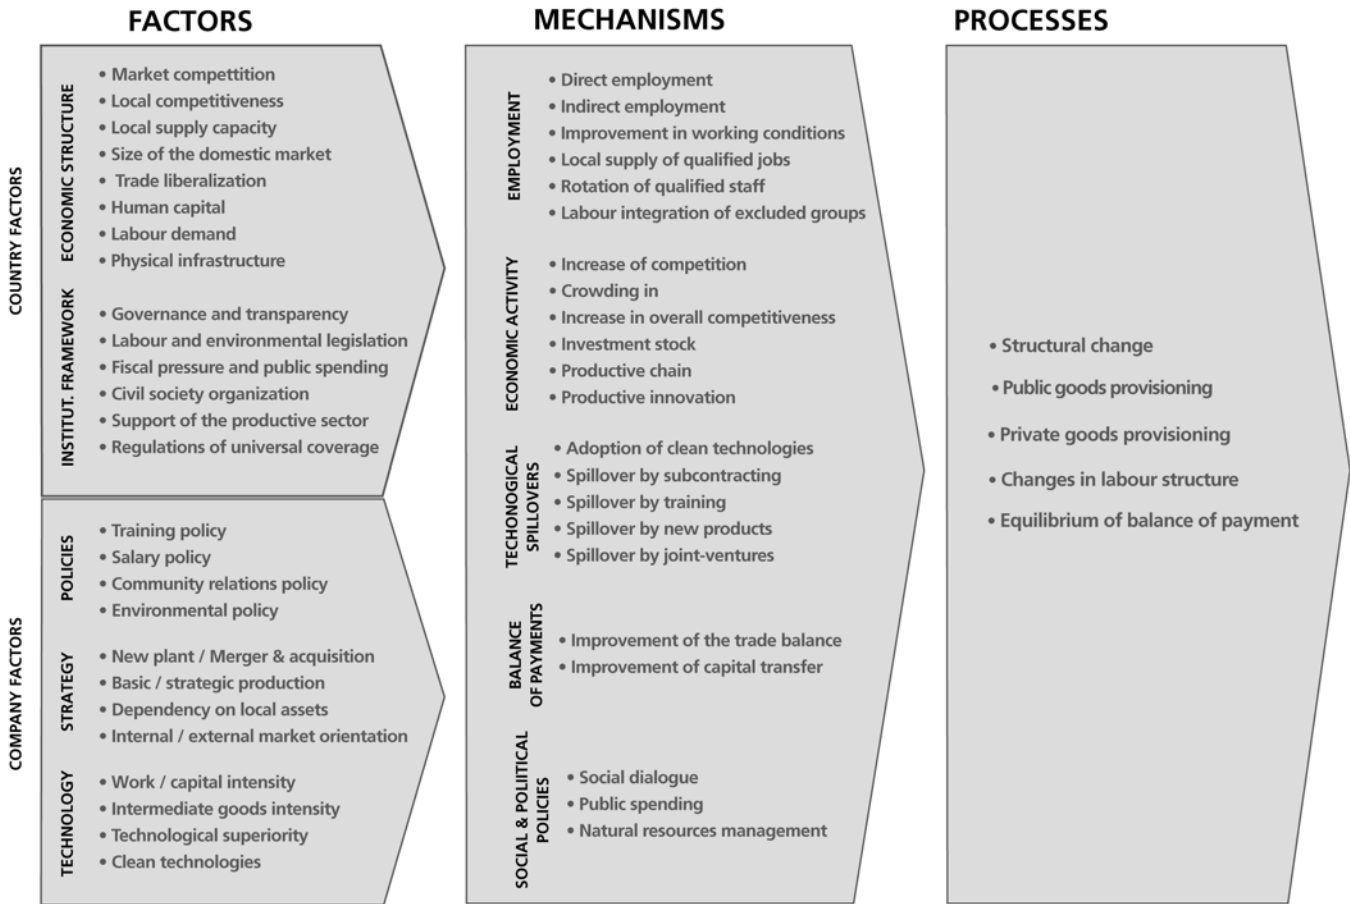 FACTORS
COUNTRY FACTORS
ECONOMIC STRUCTURE
• Market compettition
• Local competitiveness
• Local supply capacity
• Size of the domestic market
• Trade liberalization
• Human capital
• Labour demand
• Physical infrastructure
INSTITUT. FRAMEWORK
• Governance and transparency
• Labour and environmental legislation
• Fiscal pressure and public spending
• Civil society organization
• Support of the productive sector
• Regulations of universal coverage
COMPANY FACTORS
POLICIES
• Training policy
• Salary policy
• Community relations policy
• Environmental policy
STRATEGY
• New plant / Merger & acquisition
• Basic / strategic production
• Dependency on local assets
• Internal / external market orientation
TECHNOLOGY
• Work / capital intensity
• Intermediate goods intensity
• Technological superiority
• Clean technologies
MECHANISMS
EMPLOYMENT
• Direct employment
• Indirect employment
• Improvement in working conditions
• Local supply of qualified jobs
• Rotation of qualified staff
• Labour integration of excluded groups
ECONOMIC ACTIVITY
• Increase of competition
• Crowding in
• Increase in overall competitiveness
• Investment stock
• Productive chain
• Productive innovation
TECHONOGICAL
SPILLOVERS
• Adoption of clean technologies
• Spillover by subcontracting
• Spillover by training
• Spillover by new products
• Spillover by joint-ventures
BALANCE
OF PAYMENTS
• Improvement of the trade balance
• Improvement of capital transfer
SOCIAL & POLIITICAL
POLICIES
• Social dialogue
• Public spending
• Natural resources management
PROCESSES
• Structural change
• Public goods provisioning
• Private goods provisioning
• Changes in labour structure
• Equilibrium of balance of payment